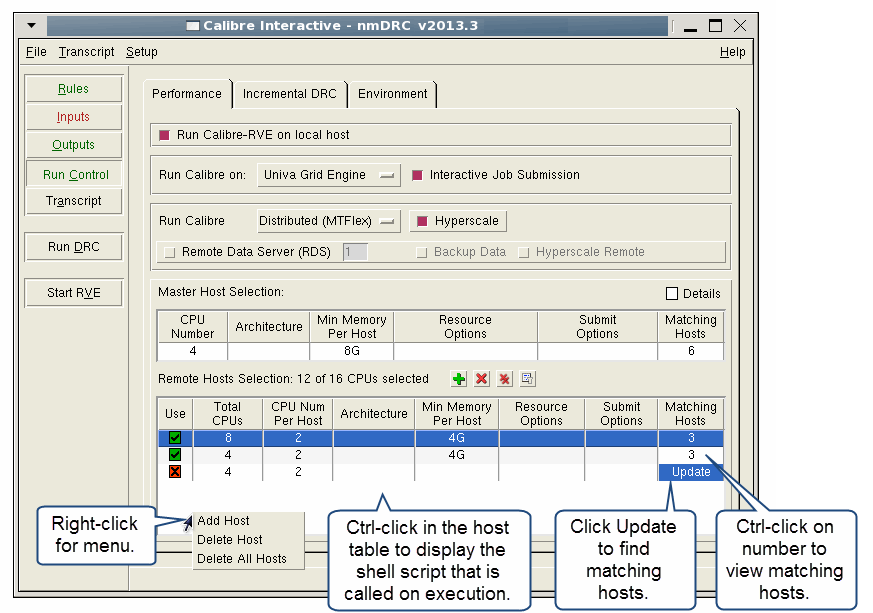 Calibre Interactive - nmDRC v2013.3
File Transcript Setup Help
Rules
Inputs
Outputs
Run Control
Transcript
Run DRC
Start RVE
Performance Incremental DRC Environment
Run Calibre-RVE on local host
Run Calibre on: Univa Grid Engine Interactive Job Submission
Run Calibre Distributed (MTFlex) Hyperscale
Remote Data Server (RDS) 1 Backup Data Hyperscale Remote
Master Host Selection: Details
CPU Number Architecture Min Memory Per Host Resource Options Submit Options Matching Hosts
4 8G 6
Remote Hosts Selection: 12 of 16 CPUs selected
Use Total CPUs CPU Num Per Host Architecture Min Memory Per Host Resource Options Submit Options Matching Hosts
8 2 4G 3
4 2 4G 3
4 2 Update
Add Host
Delete Host
Delete All Hosts
Right-click
for menu.
Ctrl-click in the host
table to display the
shell script that is
called on execution.
Click Update
to find
matching
hosts.
Ctrl-click on
number to
view matching
hosts.